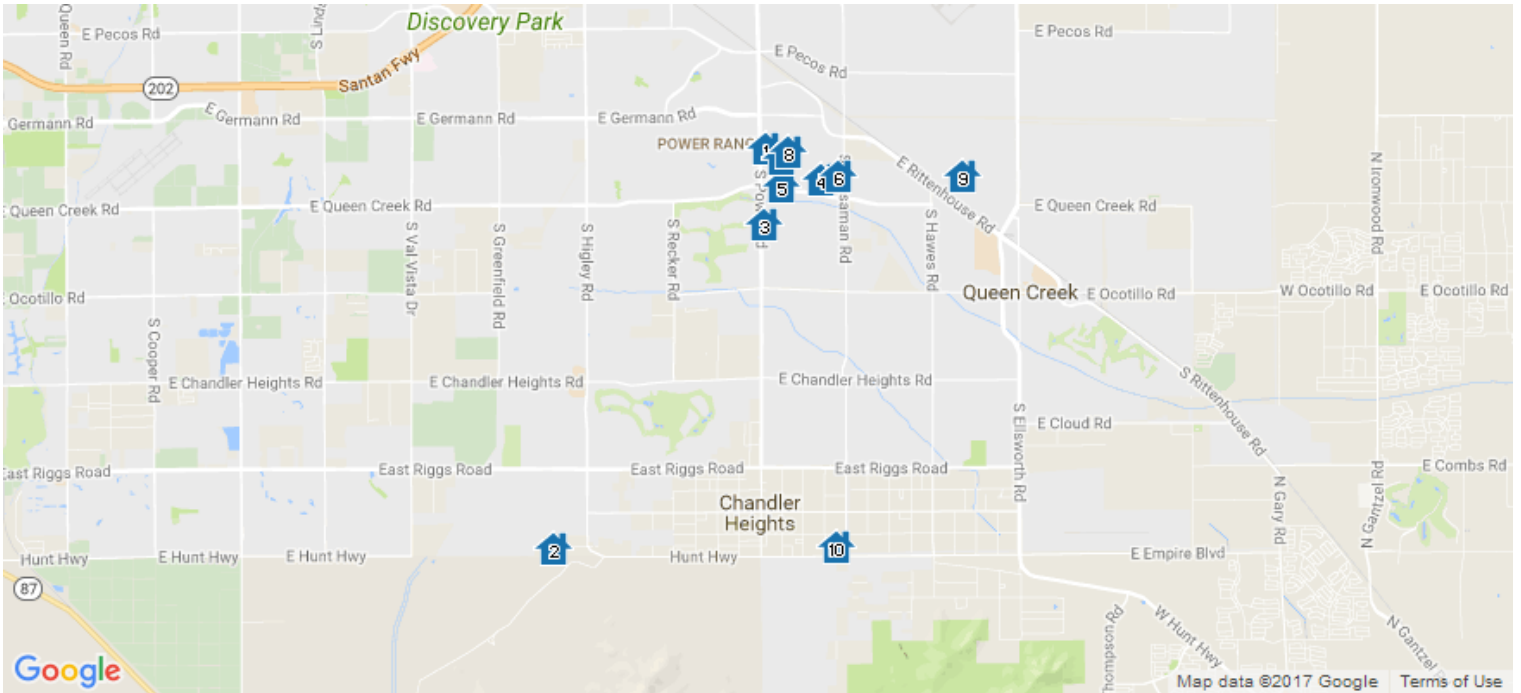 Discovery Park
E Pecos Rd
Queen Rd
S Lind
E Pecos Rd
E Pecos Rd
Santan Fwy
202
E Germann Rd
E Germann Rd
E Germann Rd
Germann Rd
POWER RANC
1
8
N Ironwood Rd
E Rittenhouse Rd
4
6
9
5
E Queen Creek Rd
E Queen Creek Rd
E Queen Creek Rd
3
S Val Vista Dr
S Greenfield Rd
S Higley Rd
S Recker Rd
S Hawes Rd
Queen Creek
E Ocotillo Rd
W Ocotillo Rd
E Ocotillo Rd
Ocotillo Rd
S Cooper Rd
E Chandler Heights Rd
E Chandler Heights Rd
E Chandler Heights Rd
S Rittenhouse Rd
S Ellsworth Rd
E Cloud Rd
East Riggs Road
East Riggs Road
East Riggs Road
East Riggs Road
E Combs Rd
N Gantzel Rd
N Gary Rd
Chandler
Heights
2
10
Hunt Hwy
E Hunt Hwy
E Hunt Hwy
Hunt Hwy
E Empire Blvd
87
Thompson Rd
W Hunt Hwy
N Gantzel
Google
Map data ©2017 Google
Terms of Use